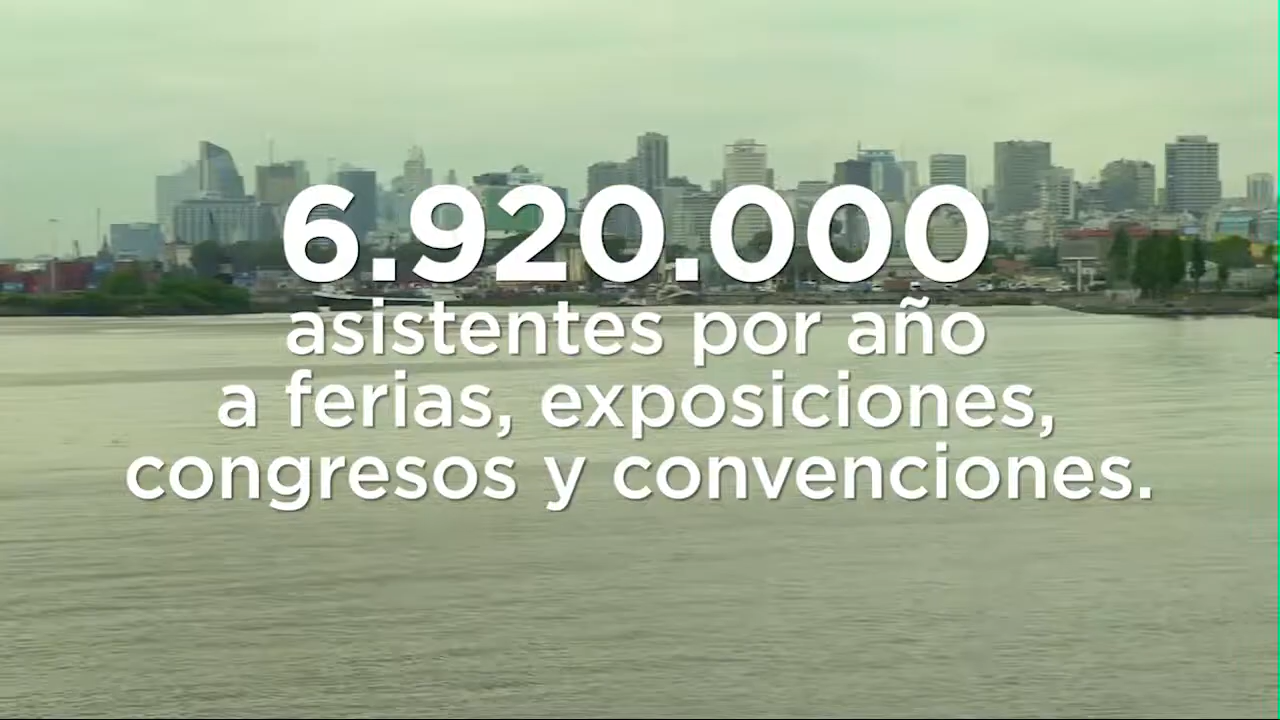 6.920.000
asistentes por año
a ferias, exposiciones,
congresos y convenciones.